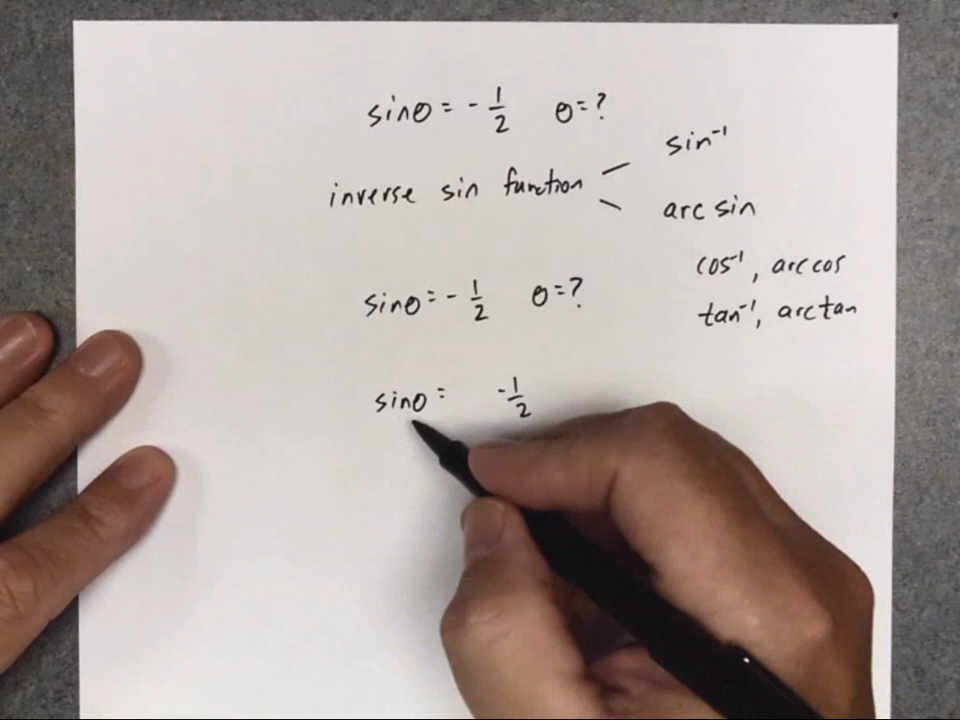 sinθ = - 1/2 θ = ?
inverse sin function
sin⁻¹
arc sin
cos⁻¹, arccos
tan⁻¹, arctan
sinθ = - 1/2 θ = ?
sinθ = - 1/2